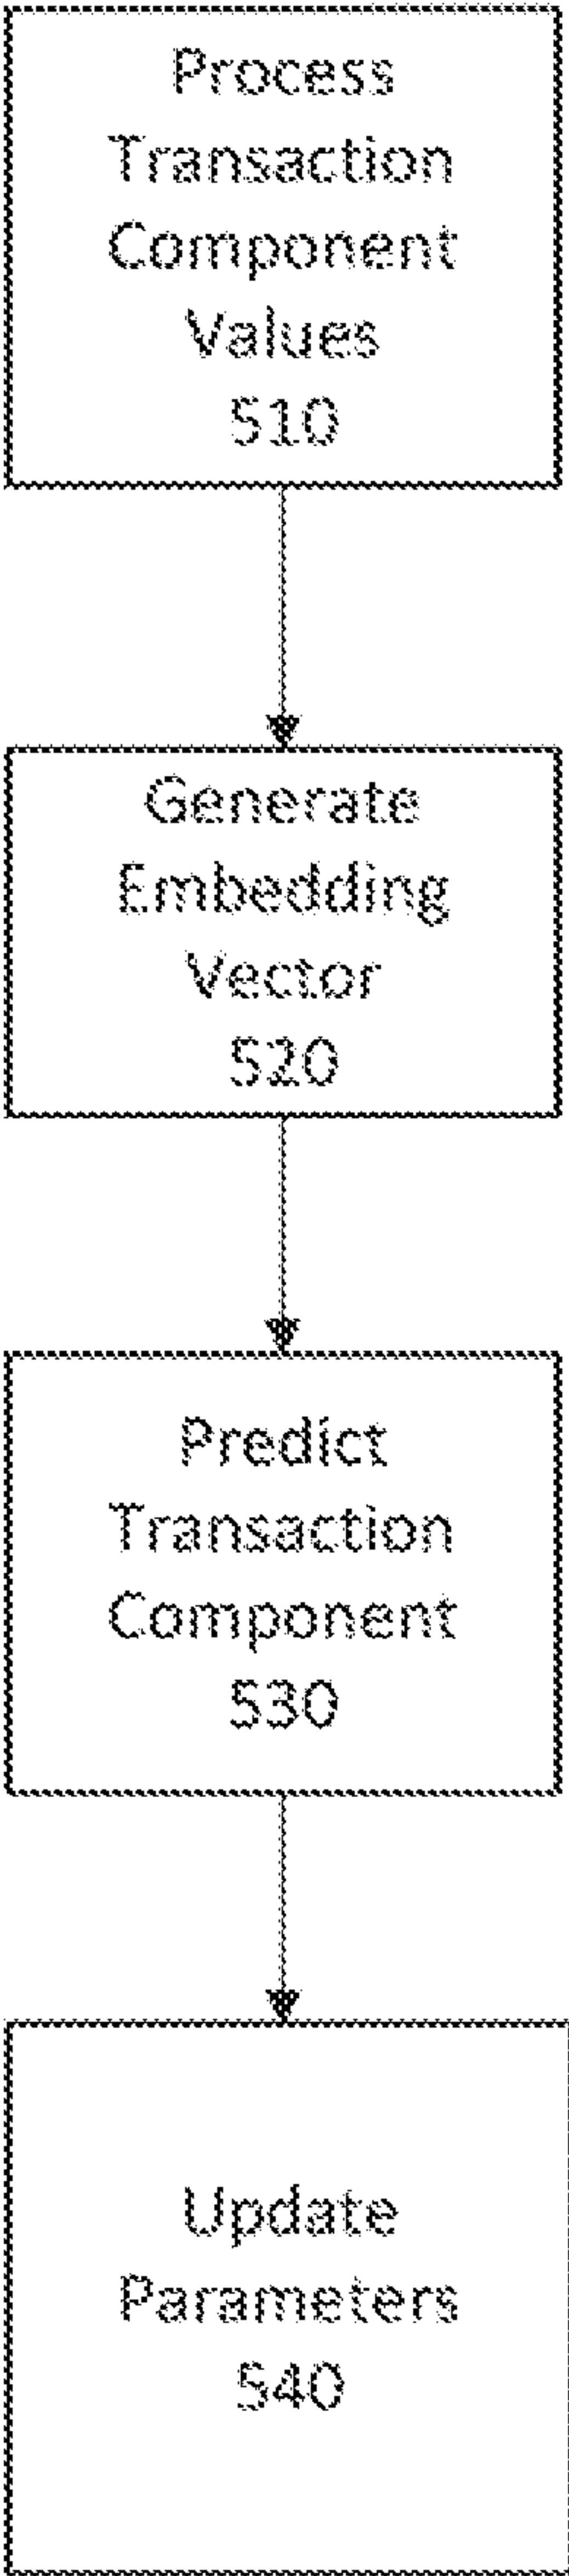 Process
Transaction
Component
Values
510
Generate
Embedding
Vector
520
Predict
Transaction
Component
530
Update
Parameters
540